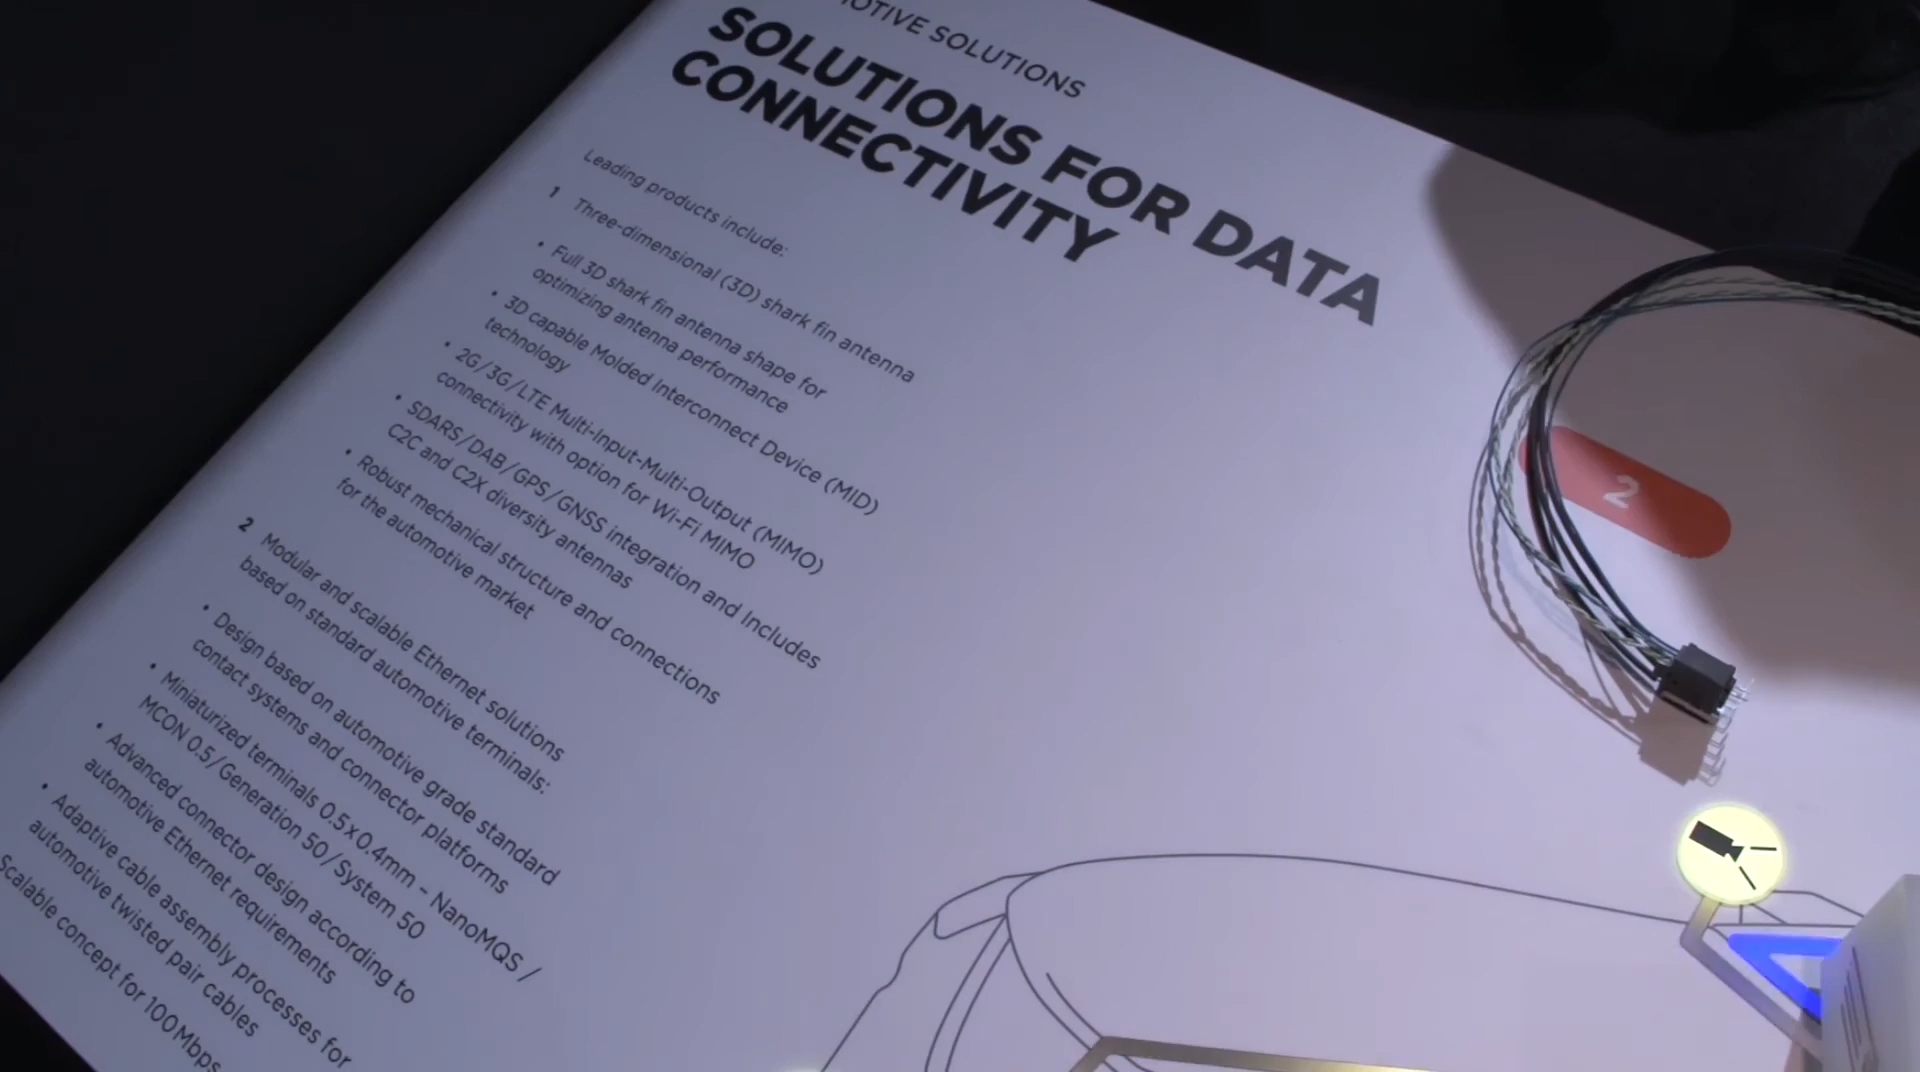 SOLUTIONS
SOLUTIONS FOR DATA
CONNECTIVITY
Leading products include:
1 Three-dimensional (3D) shark fin antenna
• Full 3D shark fin antenna shape for
optimizing antenna performance
• 3D capable Molded Interconnect Device (MID)
technology
• 2G/3G/LTE Multi-Input-Multi-Output (MIMO)
connectivity with option for Wi-Fi MIMO
• SDARS/DAB/GPS/GNSS integration and Includes
C2C and C2X diversity antennas
• Robust mechanical structure and connections
for the automotive market
2 Modular and scalable Ethernet solutions
based on standard automotive terminals:
• Design based on automotive grade standard
contact systems and connector platforms
• Miniaturized terminals 0.5x0.4mm – NanoMQS /
MCON 0.5/Generation 50/System 50
• Advanced connector design according to
automotive Ethernet requirements
• Adaptive cable assembly processes for
automotive twisted pair cables
Scalable concept for 100Mbps
2